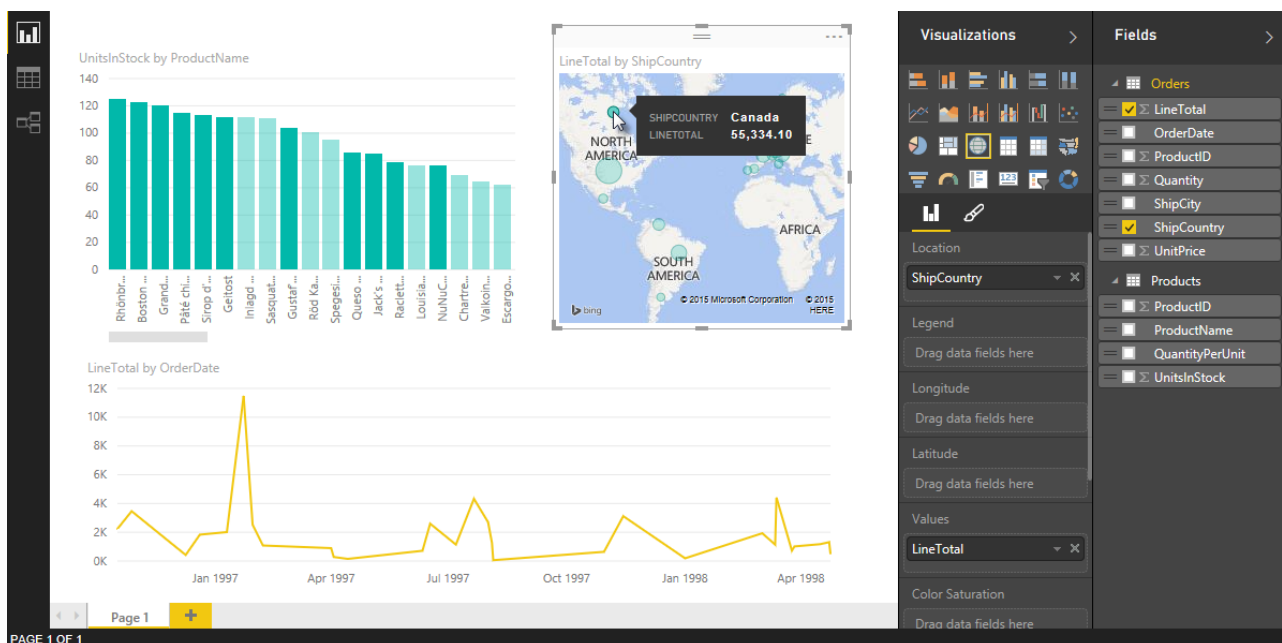 UnitsInStock by ProductName
140
120
100
80
60
40
20
0
Rhönbr...
Boston ...
Grand...
Pâté chi...
Sirop d'...
Geitost
Inlagd ...
Sasquat...
Gustaf'...
Röd Ka...
Spegesi...
Queso ...
Jack's ...
Raclett...
Louisia...
NuNuC...
Chartre...
Valkoin...
Escargo...
LineTotal by ShipCountry
SHIPCOUNTRY Canada
LINETOTAL 55,334.10
NORTH
AMERICA
E
AFRICA
SOUTH
AMERICA
bing
© 2015 Microsoft Corporation © 2015
HERE
LineTotal by OrderDate
12K
10K
8K
6K
4K
2K
0K
Jan 1997 Apr 1997 Jul 1997 Oct 1997 Jan 1998 Apr 1998
Page 1 +
PAGE 1 OF 1
Visualizations
123
Location
ShipCountry
Legend
Drag data fields here
Longitude
Drag data fields here
Latitude
Drag data fields here
Values
LineTotal
Color Saturation
Drag data fields here
Fields
Orders
Σ LineTotal
OrderDate
Σ ProductID
Σ Quantity
ShipCity
ShipCountry
Σ UnitPrice
Products
Σ ProductID
ProductName
QuantityPerUnit
Σ UnitsInStock